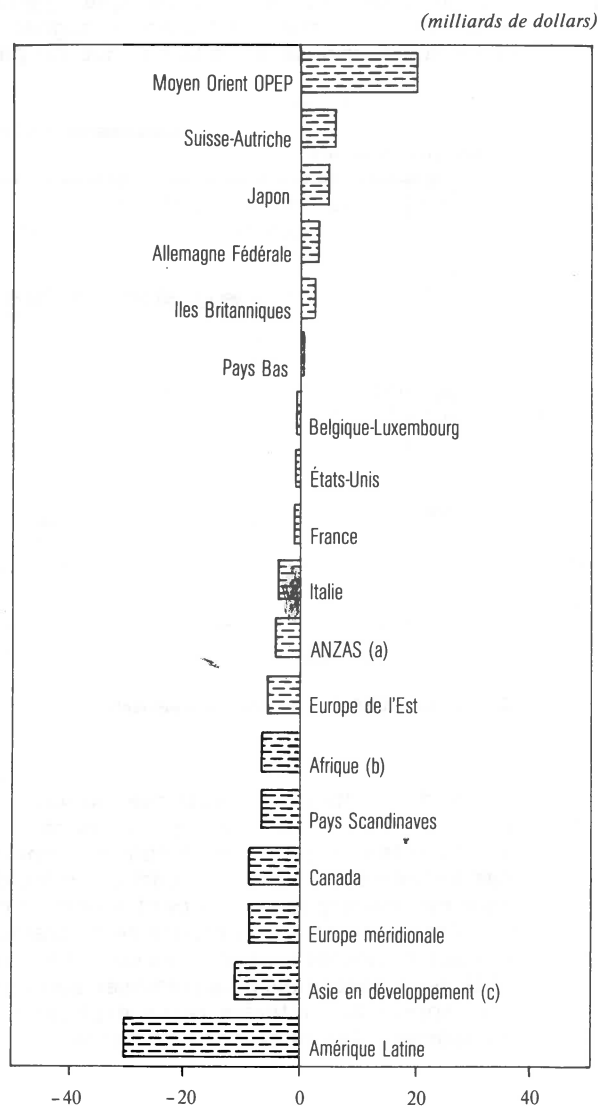 (milliards de dollars)
Moyen Orient OPEP
Suisse-Autriche
Japon
Allemagne Fédérale
Iles Britanniques
Pays Bas
Belgique-Luxembourg
États-Unis
France
Italie
ANZAS (a)
Europe de l'Est
Afrique (b)
Pays Scandinaves
Canada
Europe méridionale
Asie en développement (c)
Amérique Latine
-40 -20 0 20 40